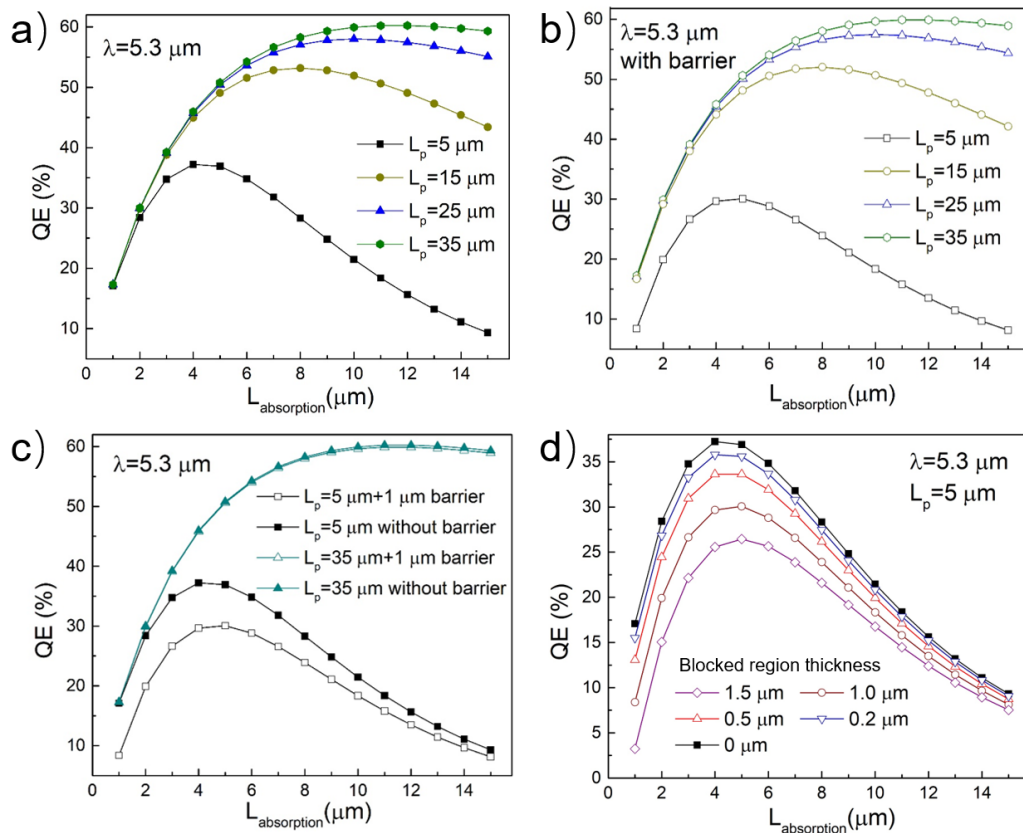 a)
λ=5.3 μm
60
50
40
30
20
10
QE (%)
L_p=5 μm
L_p=15 μm
L_p=25 μm
L_p=35 μm
0 2 4 6 8 10 12 14
L_absorption(μm)
b)
λ=5.3 μm
with barrier
60
50
40
30
20
10
QE (%)
L_p=5 μm
L_p=15 μm
L_p=25 μm
L_p=35 μm
0 2 4 6 8 10 12 14
L_absorption(μm)
c)
λ=5.3 μm
60
50
40
30
20
10
QE (%)
L_p=5 μm+1 μm barrier
L_p=5 μm without barrier
L_p=35 μm+1 μm barrier
L_p=35 μm without barrier
0 2 4 6 8 10 12 14
L_absorption(μm)
d)
λ=5.3 μm
L_p=5 μm
35
30
25
20
15
10
5
0
QE (%)
Blocked region thickness
1.5 μm 1.0 μm
0.5 μm 0.2 μm
0 μm
0 2 4 6 8 10 12 14
L_absorption(μm)